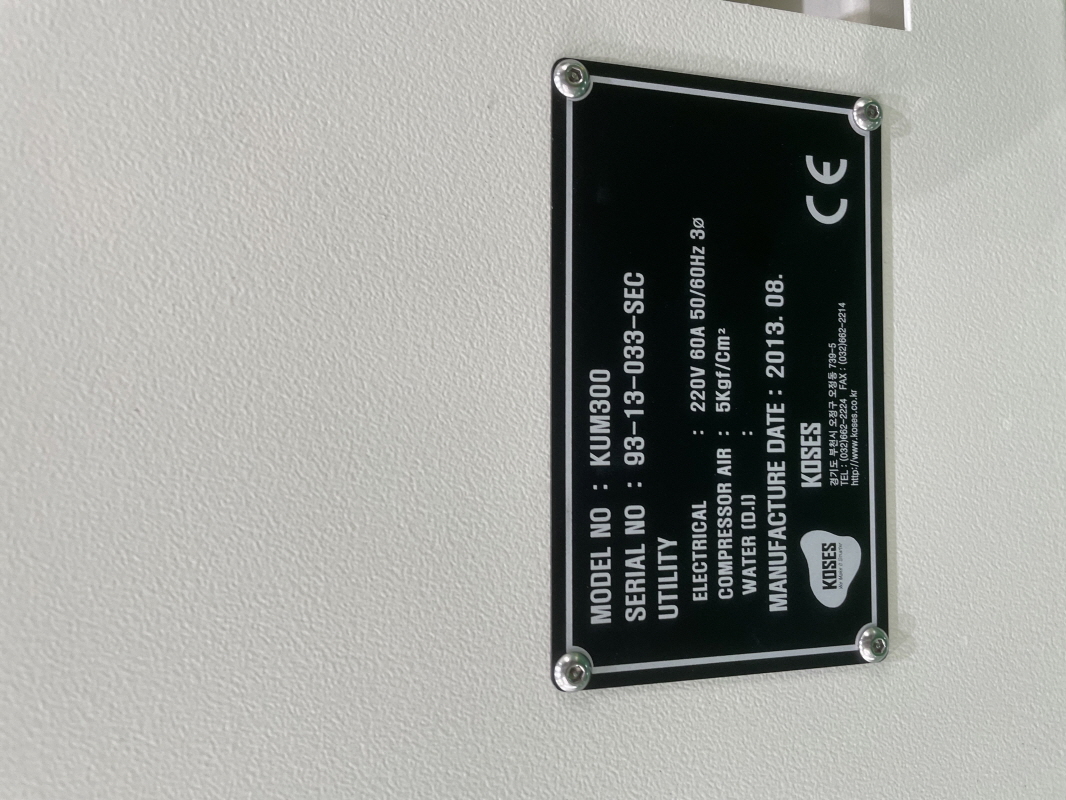 MODEL NO : KUM300
SERIAL NO : 93-13-033-SEC
UTILITY
ELECTRICAL : 220V 60A 50/60Hz 3Ø
COMPRESSOR AIR : 5Kgf/Cm²
WATER (D.I) :
MANUFACTURE DATE : 2013. 08.
KOSES
KOSES
경기도 부천시 오정구 오정동 739-5
TEL : (032)662-2224 FAX : (032)662-2214
http://www.koses.co.kr
CE